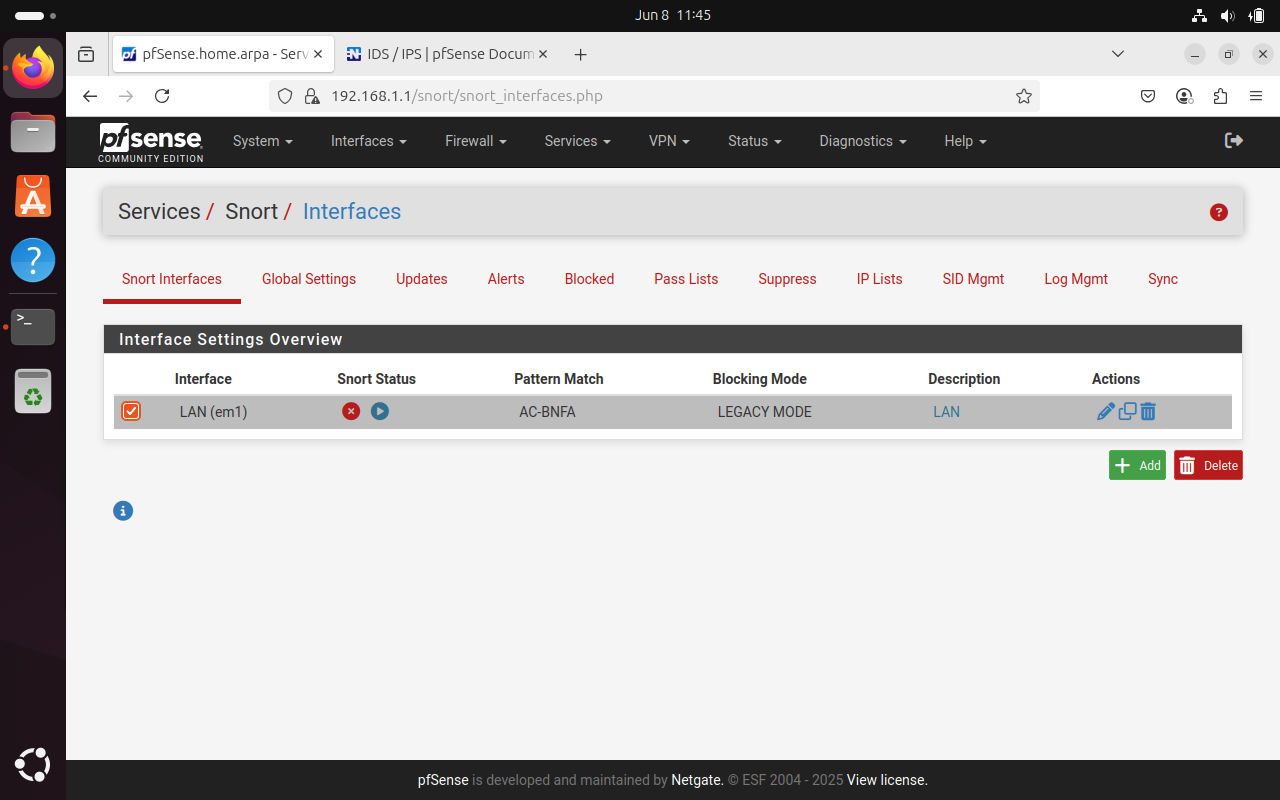 Jun 8 11:45
pfSense.home.arpa - Serv
IDS / IPS | pfSense Docum
192.168.1.1/snort/snort_interfaces.php
pfsense
COMMUNITY EDITION
System
Interfaces
Firewall
Services
VPN
Status
Diagnostics
Help
Services / Snort / Interfaces
Snort Interfaces
Global Settings
Updates
Alerts
Blocked
Pass Lists
Suppress
IP Lists
SID Mgmt
Log Mgmt
Sync
Interface Settings Overview
Interface Snort Status Pattern Match Blocking Mode Description Actions
LAN (em1) AC-BNFA LEGACY MODE LAN
Add
Delete
pfSense is developed and maintained by Netgate. © ESF 2004 - 2025 View license.